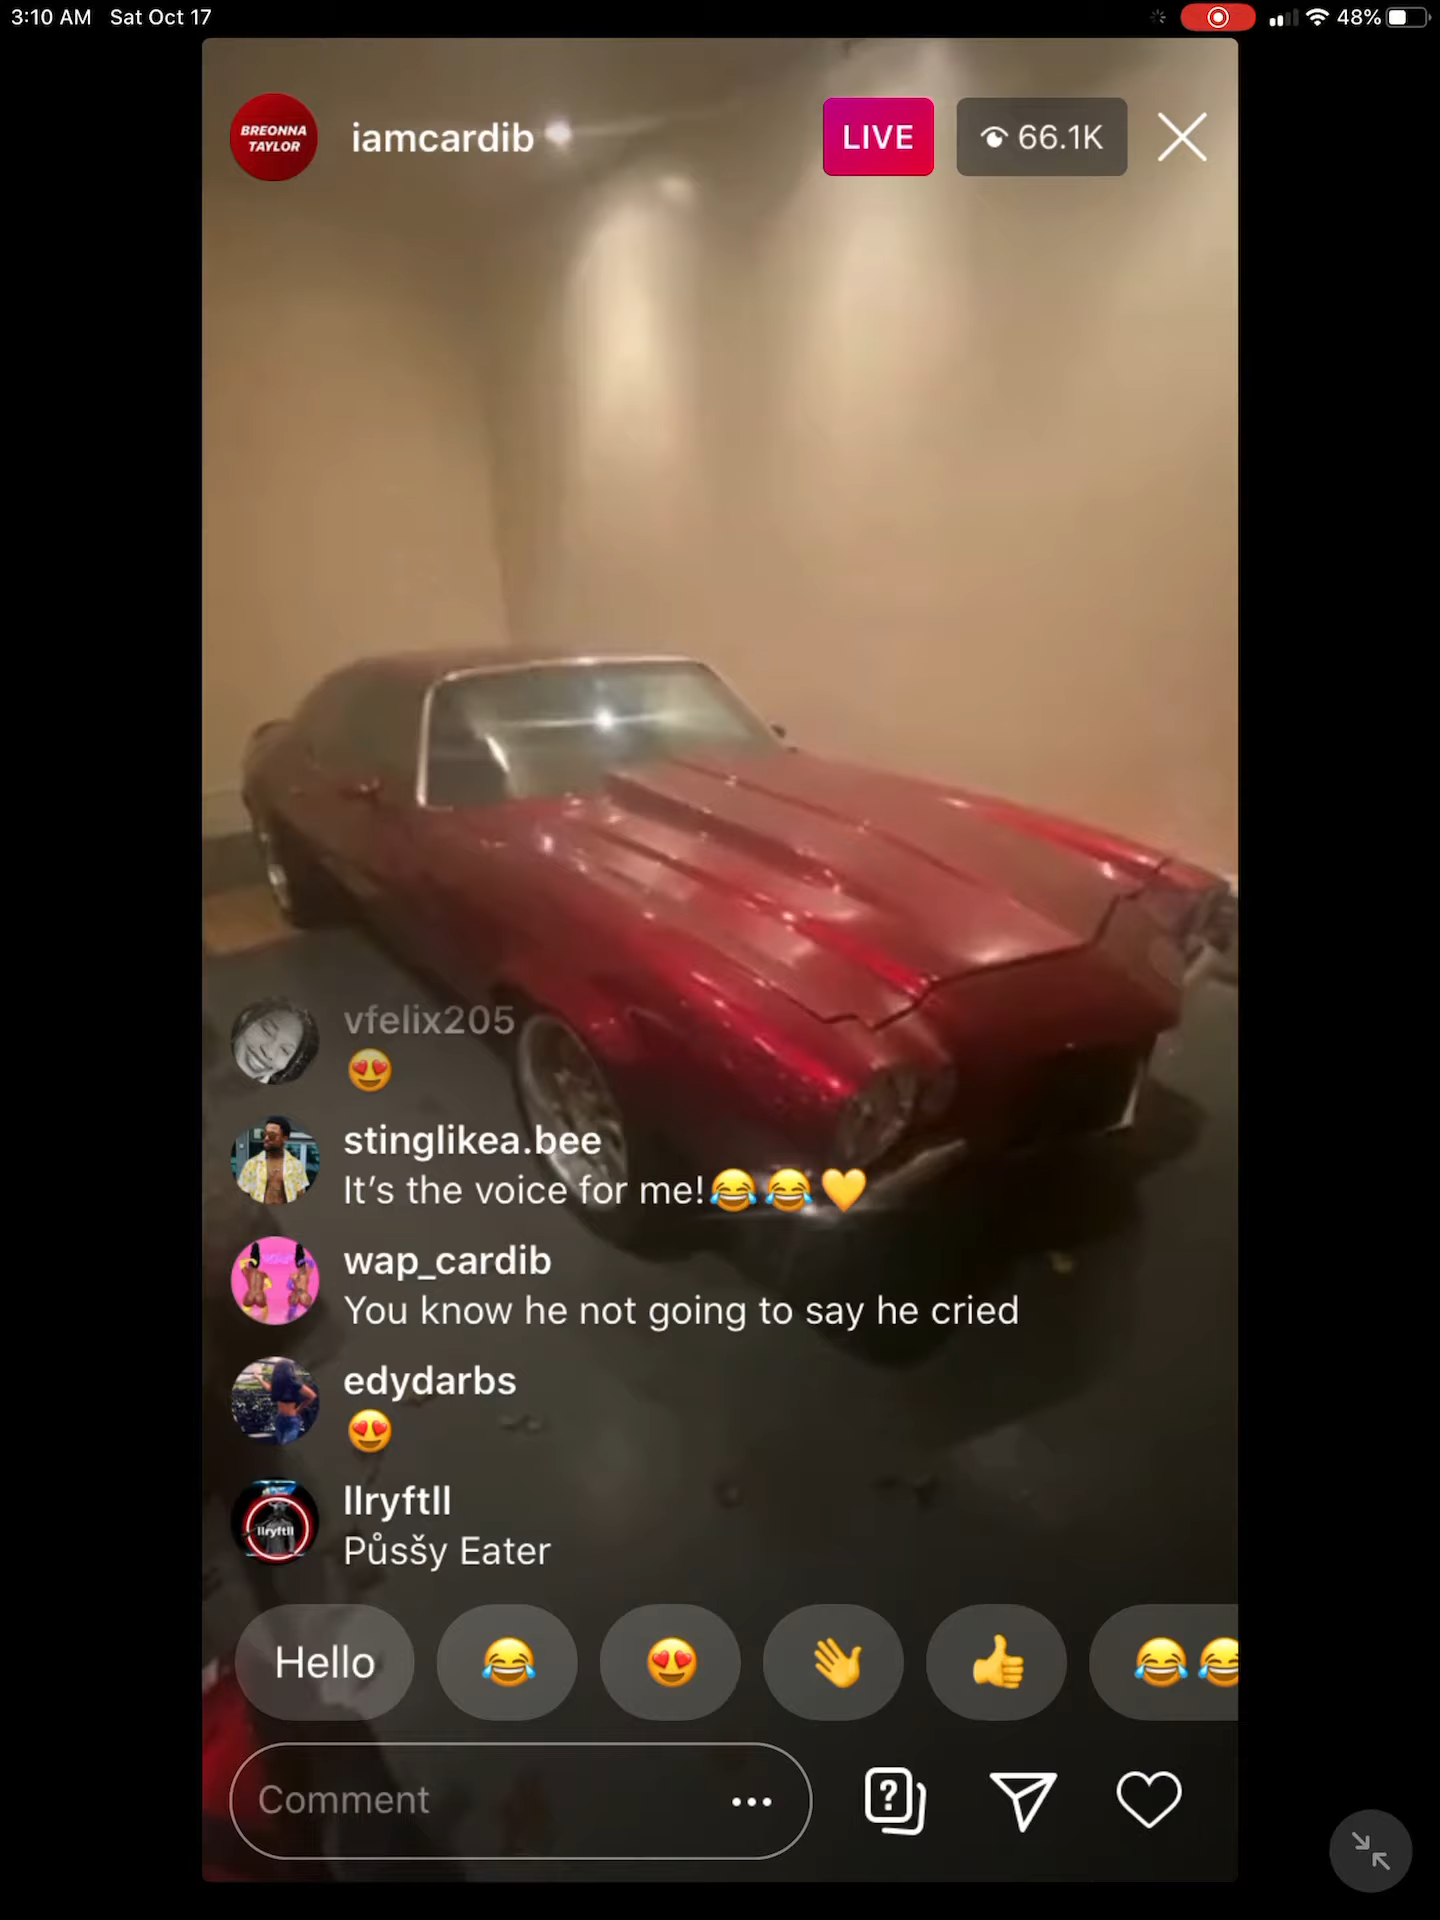 3:10 AM Sat Oct 17
48%
BREONNA
TAYLOR
iamcardib
LIVE
66.1K
vfelix205
😍
stinglikea.bee
It’s the voice for me!😂😂💛
wap_cardib
You know he not going to say he cried
edydarbs
😍
llryftll
llryftll
Půsšy Eater
Hello 😂 😍 👋 👍 😂😂
Comment